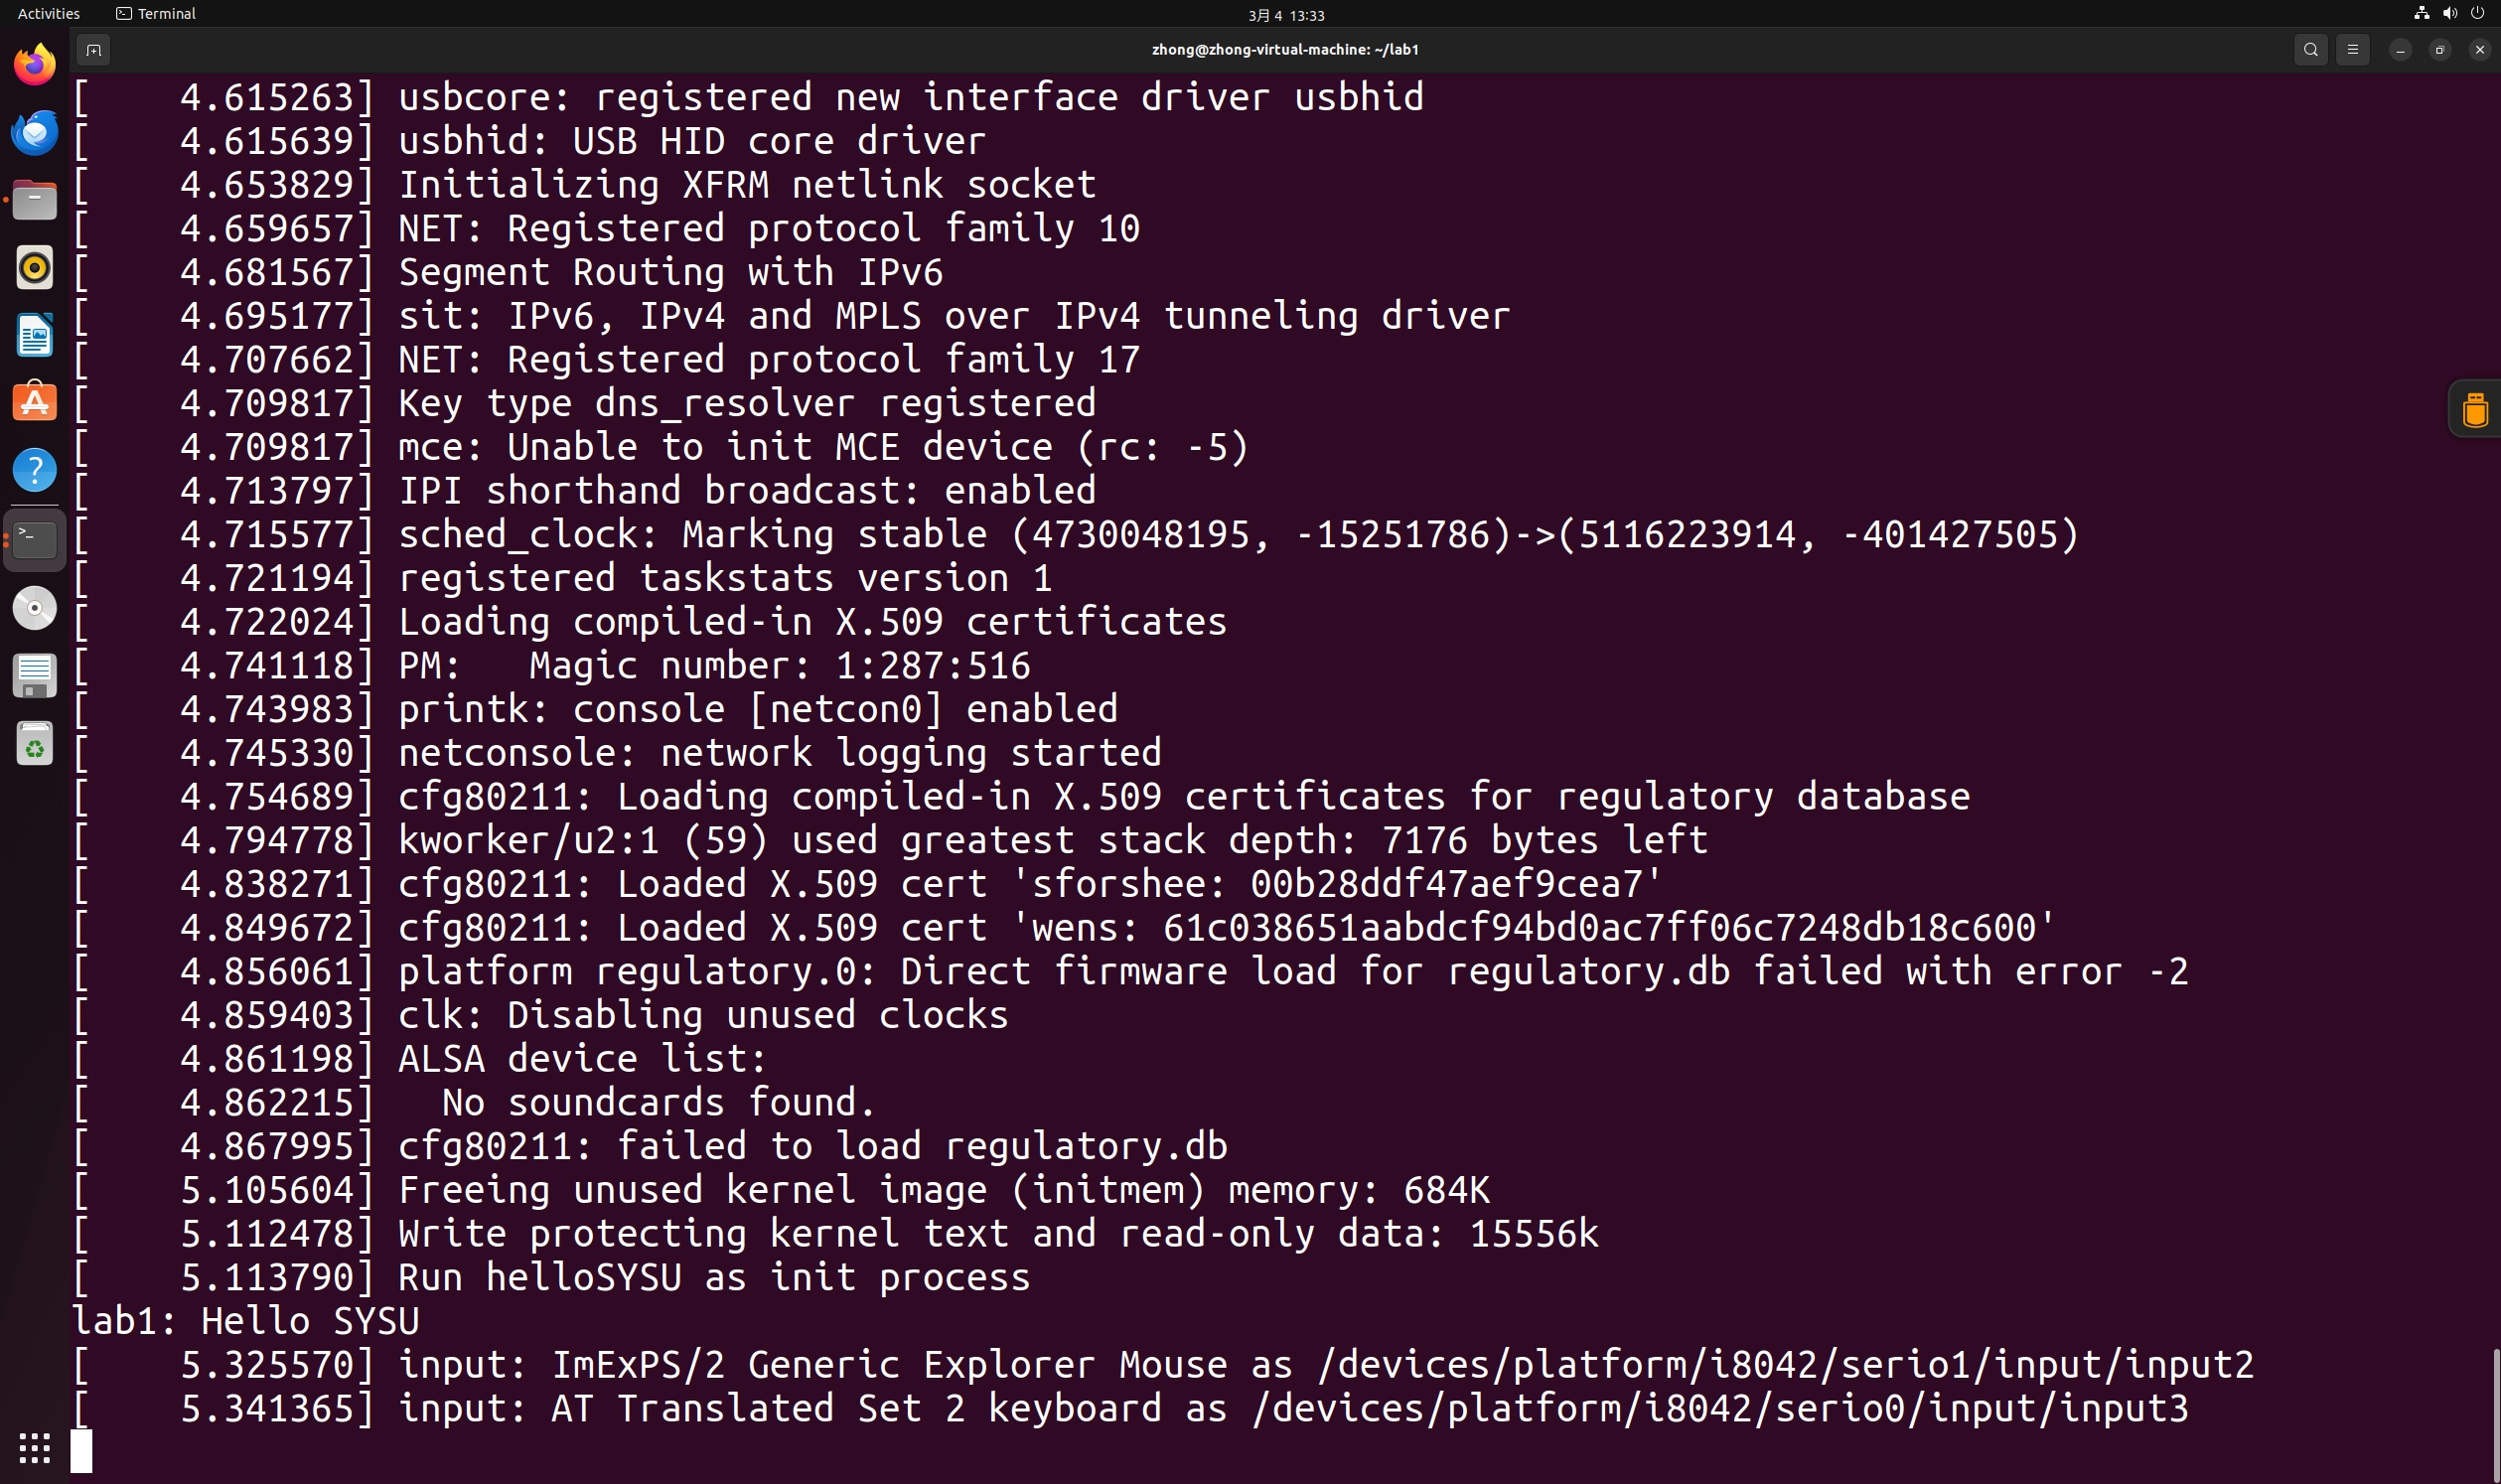 Activities
Terminal
3月 4 13:33
zhong@zhong-virtual-machine: ~/lab1
[    4.615263] usbcore: registered new interface driver usbhid
[    4.615639] usbhid: USB HID core driver
[    4.653829] Initializing XFRM netlink socket
[    4.659657] NET: Registered protocol family 10
[    4.681567] Segment Routing with IPv6
[    4.695177] sit: IPv6, IPv4 and MPLS over IPv4 tunneling driver
[    4.707662] NET: Registered protocol family 17
[    4.709817] Key type dns_resolver registered
[    4.709817] mce: Unable to init MCE device (rc: -5)
[    4.713797] IPI shorthand broadcast: enabled
[    4.715577] sched_clock: Marking stable (4730048195, -15251786)->(5116223914, -401427505)
[    4.721194] registered taskstats version 1
[    4.722024] Loading compiled-in X.509 certificates
[    4.741118] PM:   Magic number: 1:287:516
[    4.743983] printk: console [netcon0] enabled
[    4.745330] netconsole: network logging started
[    4.754689] cfg80211: Loading compiled-in X.509 certificates for regulatory database
[    4.794778] kworker/u2:1 (59) used greatest stack depth: 7176 bytes left
[    4.838271] cfg80211: Loaded X.509 cert 'sforshee: 00b28ddf47aef9cea7'
[    4.849672] cfg80211: Loaded X.509 cert 'wens: 61c038651aabdcf94bd0ac7ff06c7248db18c600'
[    4.856061] platform regulatory.0: Direct firmware load for regulatory.db failed with error -2
[    4.859403] clk: Disabling unused clocks
[    4.861198] ALSA device list:
[    4.862215]   No soundcards found.
[    4.867995] cfg80211: failed to load regulatory.db
[    5.105604] Freeing unused kernel image (initmem) memory: 684K
[    5.112478] Write protecting kernel text and read-only data: 15556k
[    5.113790] Run helloSYSU as init process
lab1: Hello SYSU
[    5.325570] input: ImExPS/2 Generic Explorer Mouse as /devices/platform/i8042/serio1/input/input2
[    5.341365] input: AT Translated Set 2 keyboard as /devices/platform/i8042/serio0/input/input3